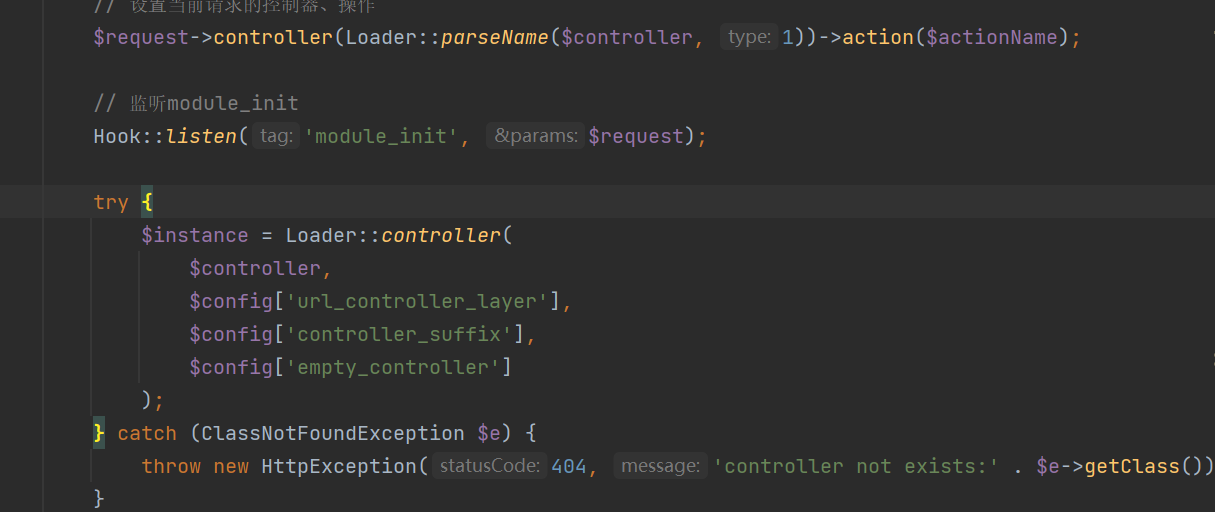 // 设置当前请求的控制器、操作
$request->controller(Loader::parseName($controller, type: 1))->action($actionName);
// 监听module_init
Hook::listen( tag: 'module_init', &params: $request);
try {
$instance = Loader::controller(
$controller,
$config['url_controller_layer'],
$config['controller_suffix'],
$config['empty_controller']
);
} catch (ClassNotFoundException $e) {
throw new HttpException( statusCode: 404, message: 'controller not exists:' . $e->getClass())
}